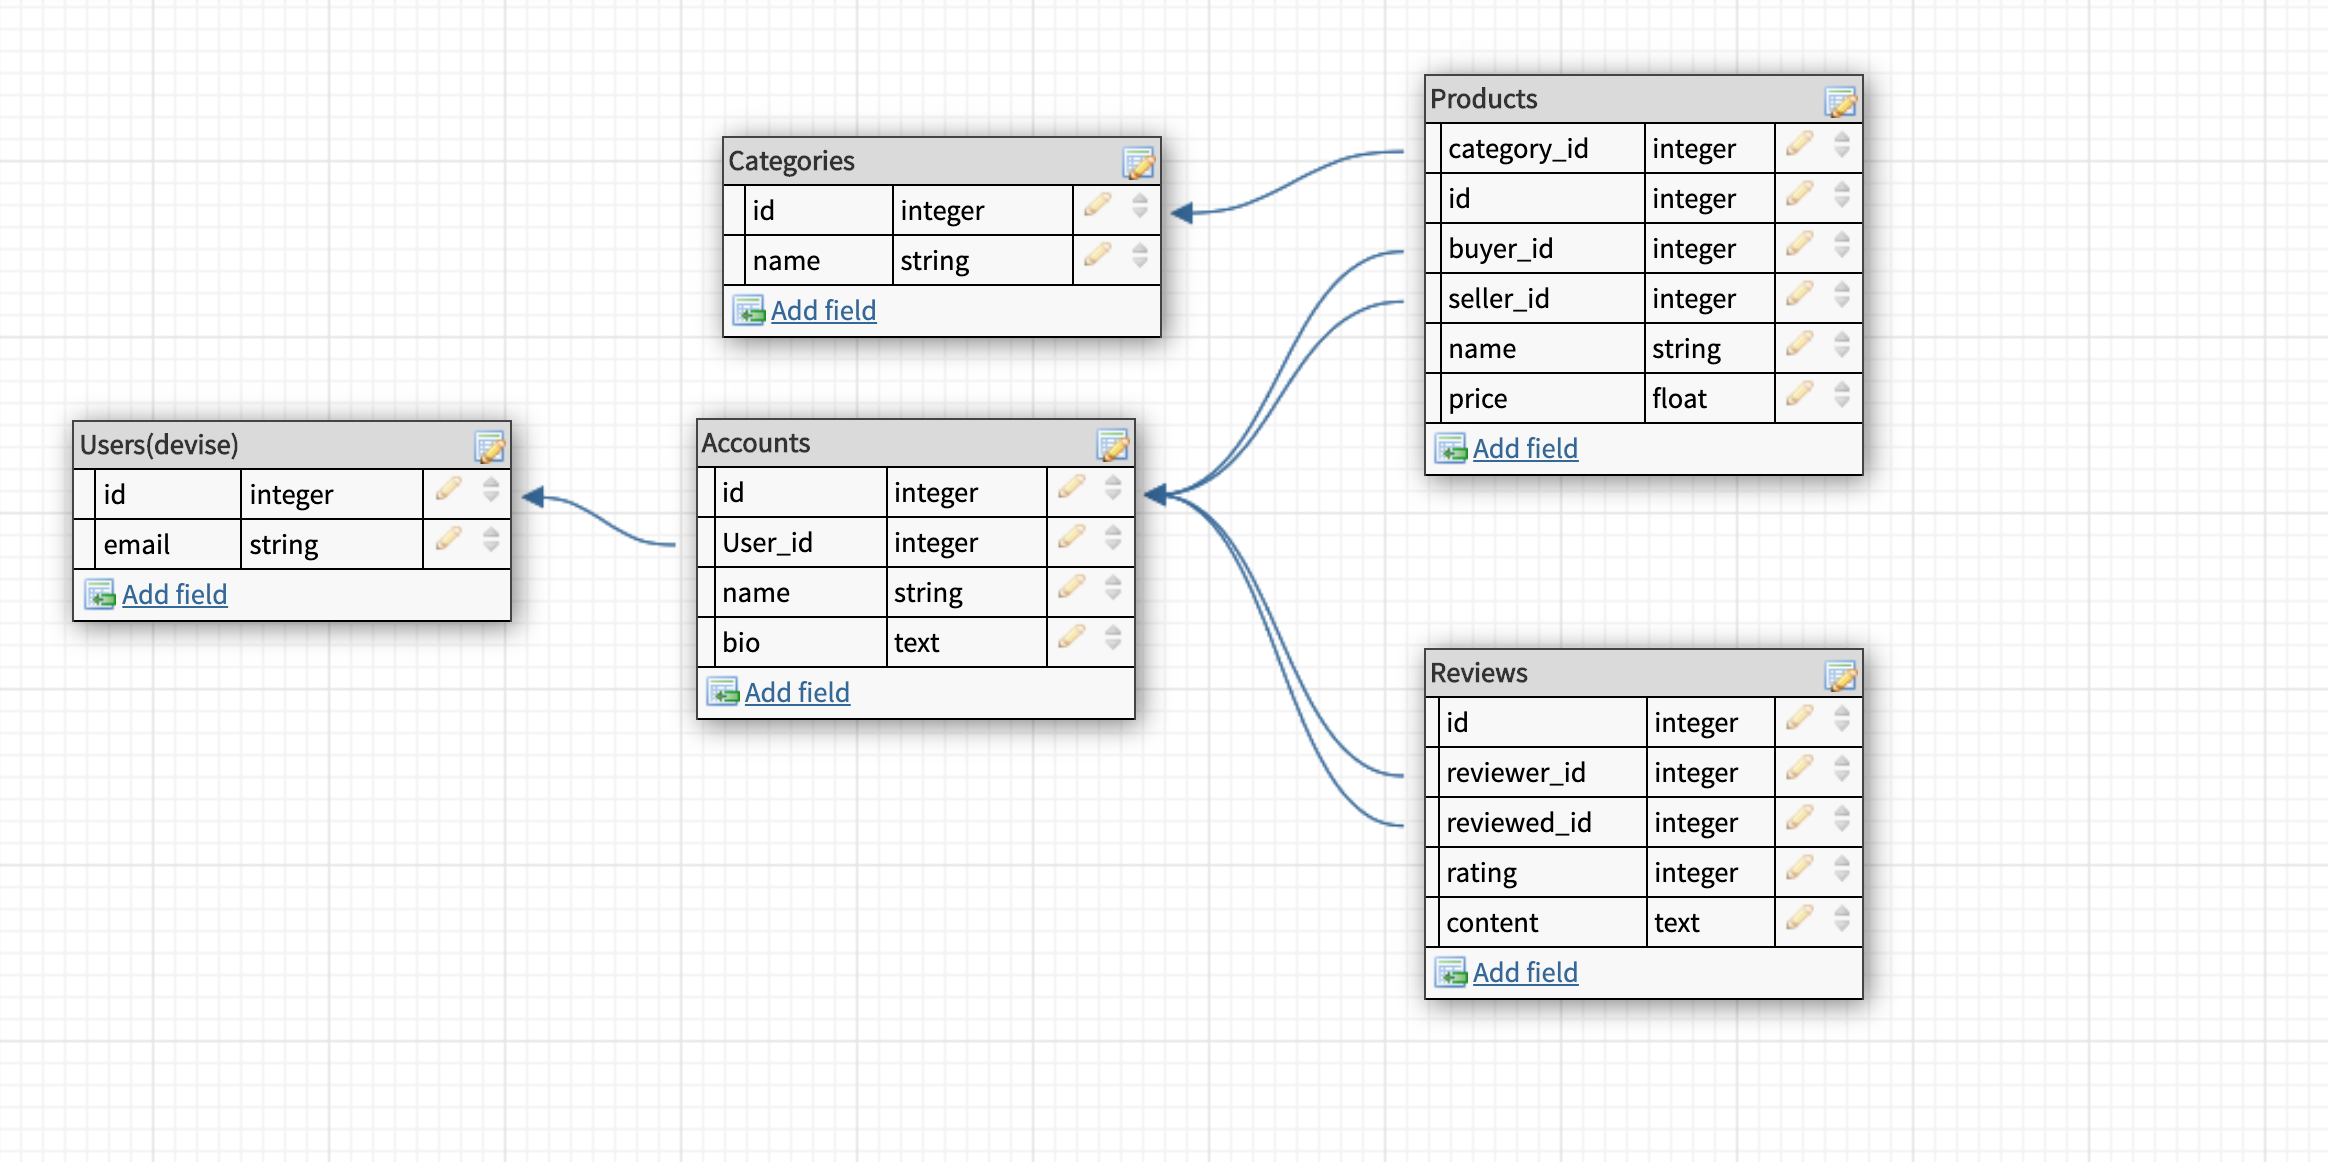 Products
category_id integer
id integer
buyer_id integer
seller_id integer
name string
price float
Add field
Categories
id integer
name string
Add field
Users(devise)
id integer
email string
Add field
Accounts
id integer
User_id integer
name string
bio text
Add field
Reviews
id integer
reviewer_id integer
reviewed_id integer
rating integer
content text
Add field